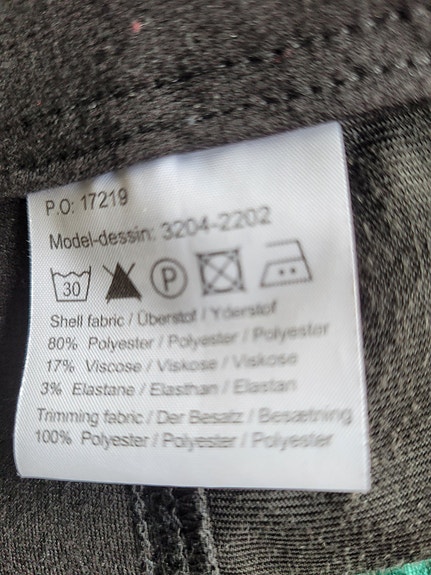 P.O: 17219
Model-dessin: 3204-2202
30 P
Shell fabric / Überstof / Yderstof
80% Polyester / Polyester / Polyester
17% Viscose / Viskose / Viskose
3% Elastane / Elasthan / Elastan
Trimming fabric / Der Besatz / Besætning
100% Polyester / Polyester / Polyester